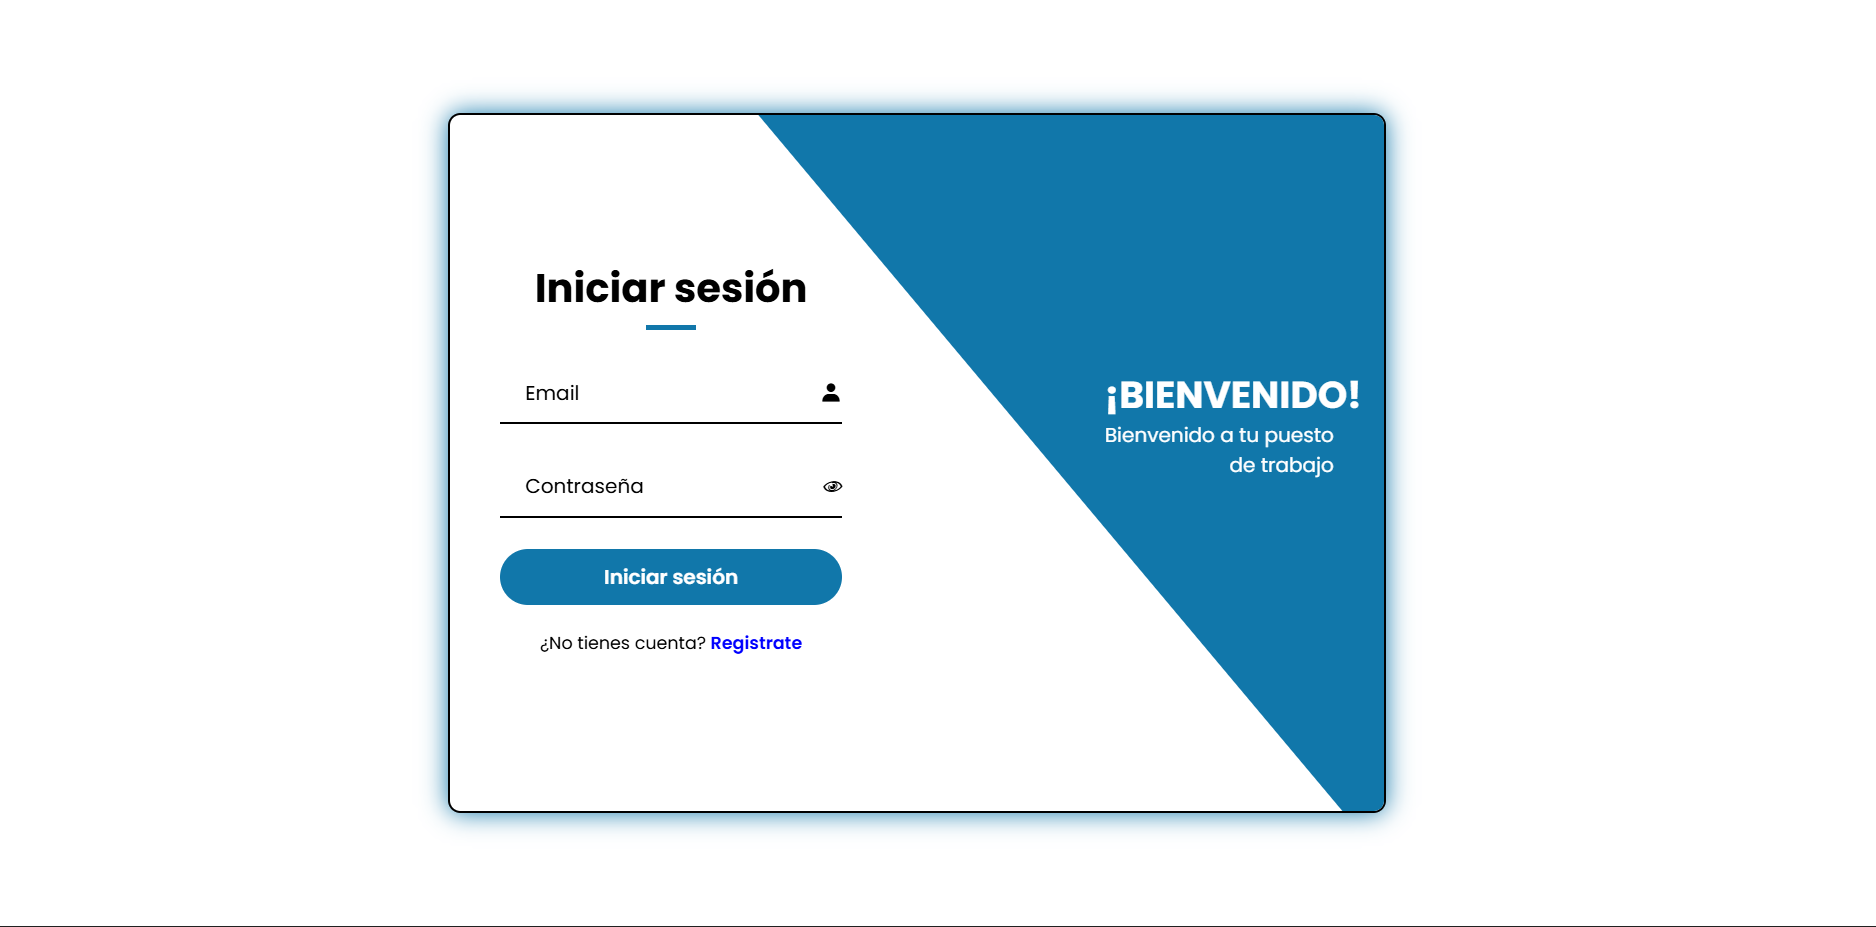 Iniciar sesión
Email
Contraseña
Iniciar sesión
¿No tienes cuenta? Registrate
¡BIENVENIDO!
Bienvenido a tu puesto
de trabajo